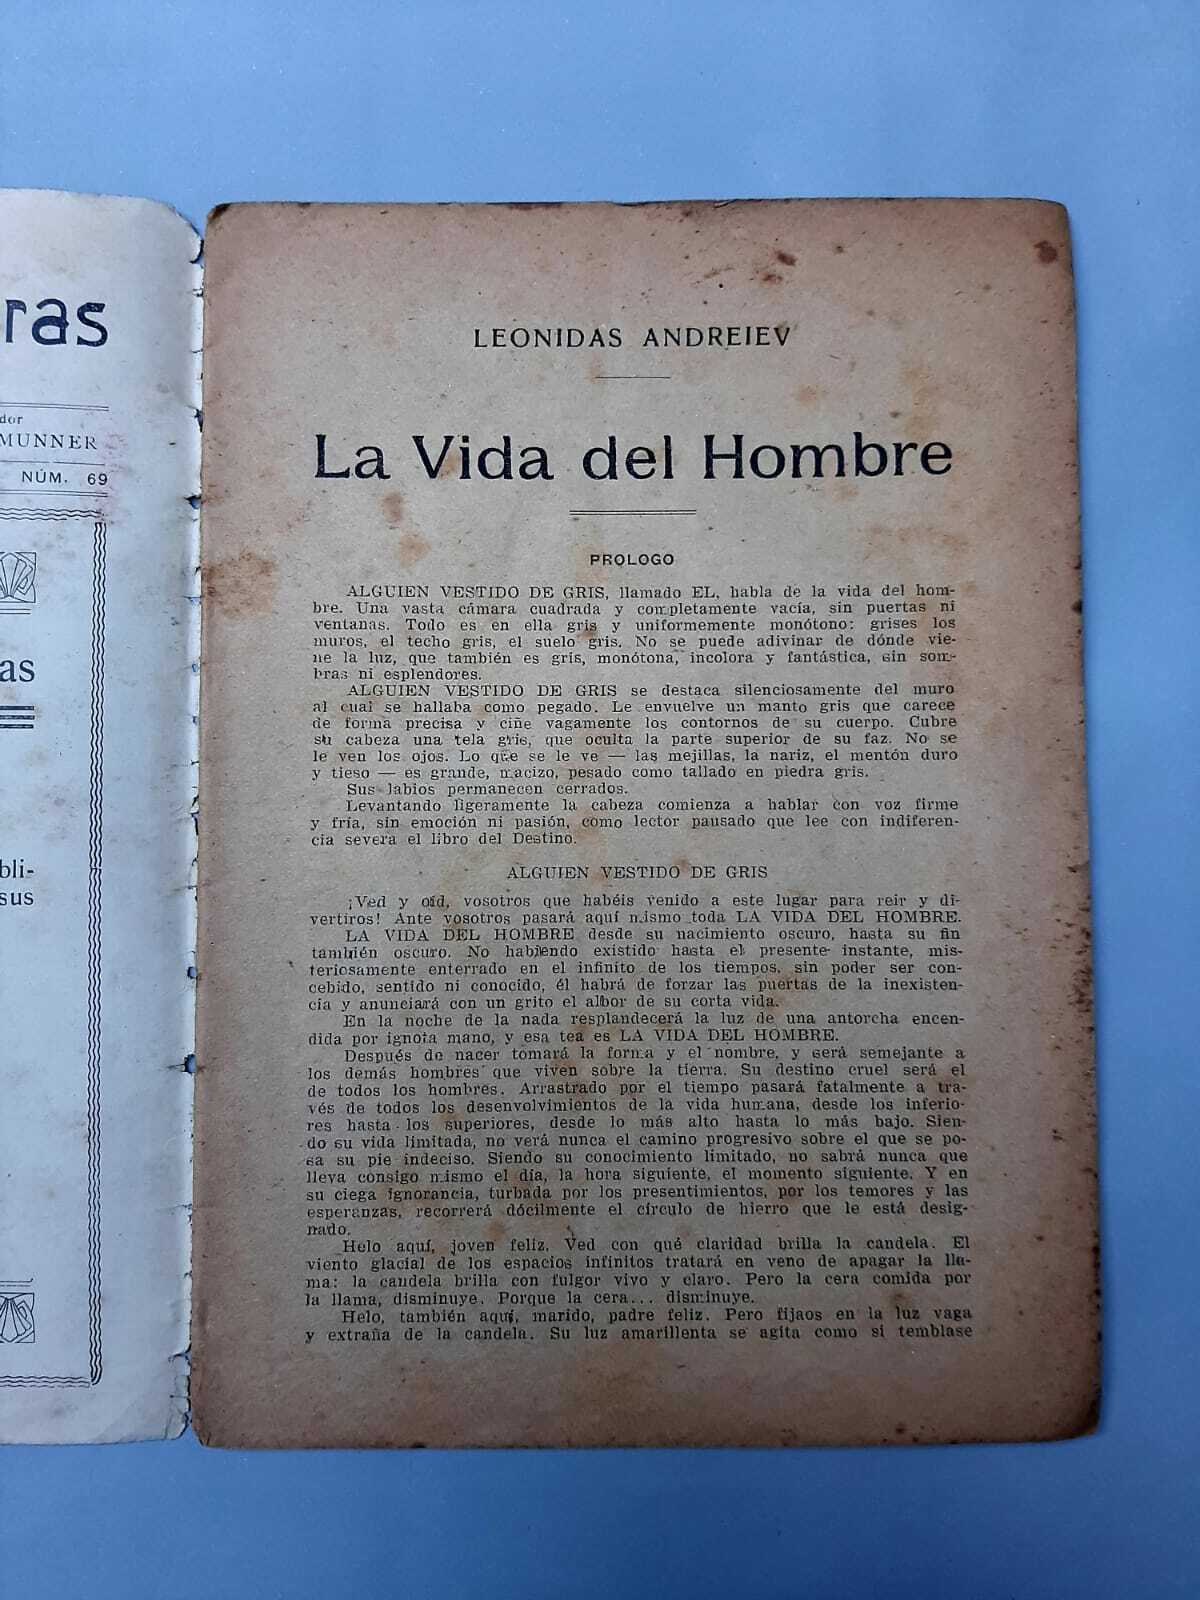 ras
dor
MUNNER
NÚM. 69
as
bli-
sus
LEONIDAS ANDREIEV
La Vida del Hombre
PROLOGO
ALGUIEN VESTIDO DE GRIS, llamado EL, habla de la vida del hom-
bre. Una vasta cámara cuadrada y completamente vacía, sin puertas ni
ventanas. Todo es en ella gris y uniformemente monótono: grises los
muros, el techo gris, el suelo gris. No se puede adivinar de dónde vie-
ne la luz, que también es gris, monótona, incolora y fantástica, sin som-
bras ni esplendores.
ALGUIEN VESTIDO DE GRIS se destaca silenciosamente del muro
al cual se hallaba como pegado. Le envuelve un manto gris que carece
de forma precisa y ciñe vagamente los contornos de su cuerpo. Cubre
su cabeza una tela gris, que oculta la parte superior de su faz. No se
le ven los ojos. Lo que se le ve — las mejillas, la nariz, el mentón duro
y tieso — es grande, macizo, pesado como tallado en piedra gris.
Sus labios permanecen cerrados.
Levantando ligeramente la cabeza comienza a hablar con voz firme
y fría, sin emoción ni pasión, como lector pausado que lee con indiferen-
cia severa el libro del Destino.
ALGUIEN VESTIDO DE GRIS
¡Ved y oíd, vosotros que habéis venido a este lugar para reir y di-
vertiros! Ante vosotros pasará aquí mismo toda LA VIDA DEL HOMBRE.
LA VIDA DEL HOMBRE desde su nacimiento oscuro, hasta su fin
también oscuro. No habiendo existido hasta el presente instante, mis-
teriosamente enterrado en el infinito de los tiempos, sin poder ser con-
cebido, sentido ni conocido, él habrá de forzar las puertas de la inexisten-
cia y anunciará con un grito el albor de su corta vida.
En la noche de la nada resplandecerá la luz de una antorcha encen-
dida por ignota mano, y esa tea es LA VIDA DEL HOMBRE.
Después de nacer tomará la forma y el nombre, y será semejante a
los demás hombres que viven sobre la tierra. Su destino cruel será el
de todos los hombres. Arrastrado por el tiempo pasará fatalmente a tra-
vés de todos los desenvolvimientos de la vida humana, desde los inferio-
res hasta los superiores, desde lo más alto hasta lo más bajo. Sien-
do su vida limitada, no verá nunca el camino progresivo sobre el que se po-
sa su pie indeciso. Siendo su conocimiento limitado, no sabrá nunca que
lleva consigo mismo el día, la hora siguiente, el momento siguiente. Y en
su ciega ignorancia, turbada por los presentimientos, por los temores y las
esperanzas, recorrerá dócilmente el círculo de hierro que le está desig-
nado.
Helo aquí, joven feliz. Ved con qué claridad brilla la candela. El
viento glacial de los espacios infinitos tratará en veno de apagar la lla-
ma: la candela brilla con fulgor vivo y claro. Pero la cera comida por
la llama, disminuye. Porque la cera... disminuye.
Helo, también aquí, marido, padre feliz. Pero fijaos en la luz vaga
y extraña de la candela. Su luz amarillenta se agita como si temblase